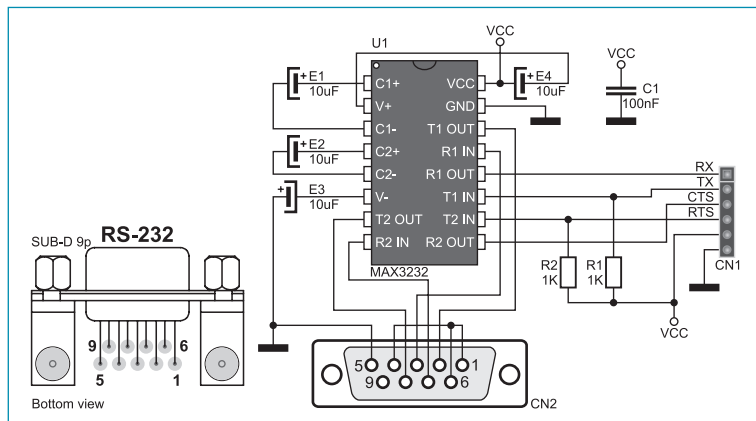 U1
VCC
VCC
E1
10uF
E4
10uF
C1
100nF
C1+
V+
C1-
C2+
C2-
V-
T2 OUT
R2 IN
VCC
GND
T1 OUT
R1 IN
R1 OUT
T1 IN
T2 IN
R2 OUT
E2
10uF
E3
10uF
MAX3232
RX
TX
CTS
RTS
CN1
R2
1K
R1
1K
VCC
SUB-D 9p
RS-232
9
6
5
1
Bottom view
5
1
9
6
CN2